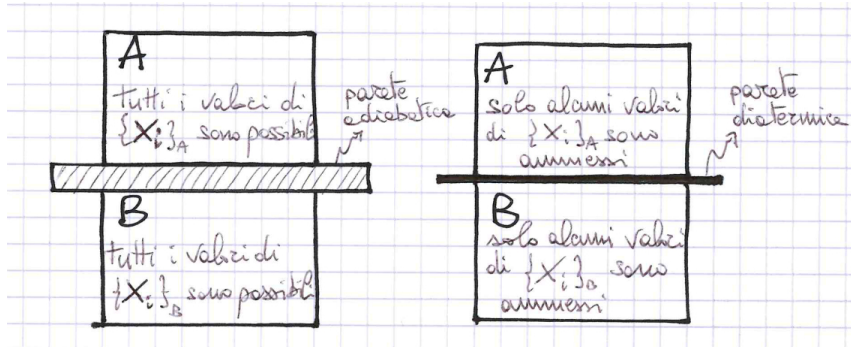 A
tutti i valori di
{Xi}A sono possibili
parete
adiabatica
B
tutti i valori di
{Xi}B sono possibili
A
solo alcuni valori
di {Xi}A sono
ammessi
parete
diatermica
B
solo alcuni valori
di {Xi}B sono
ammessi